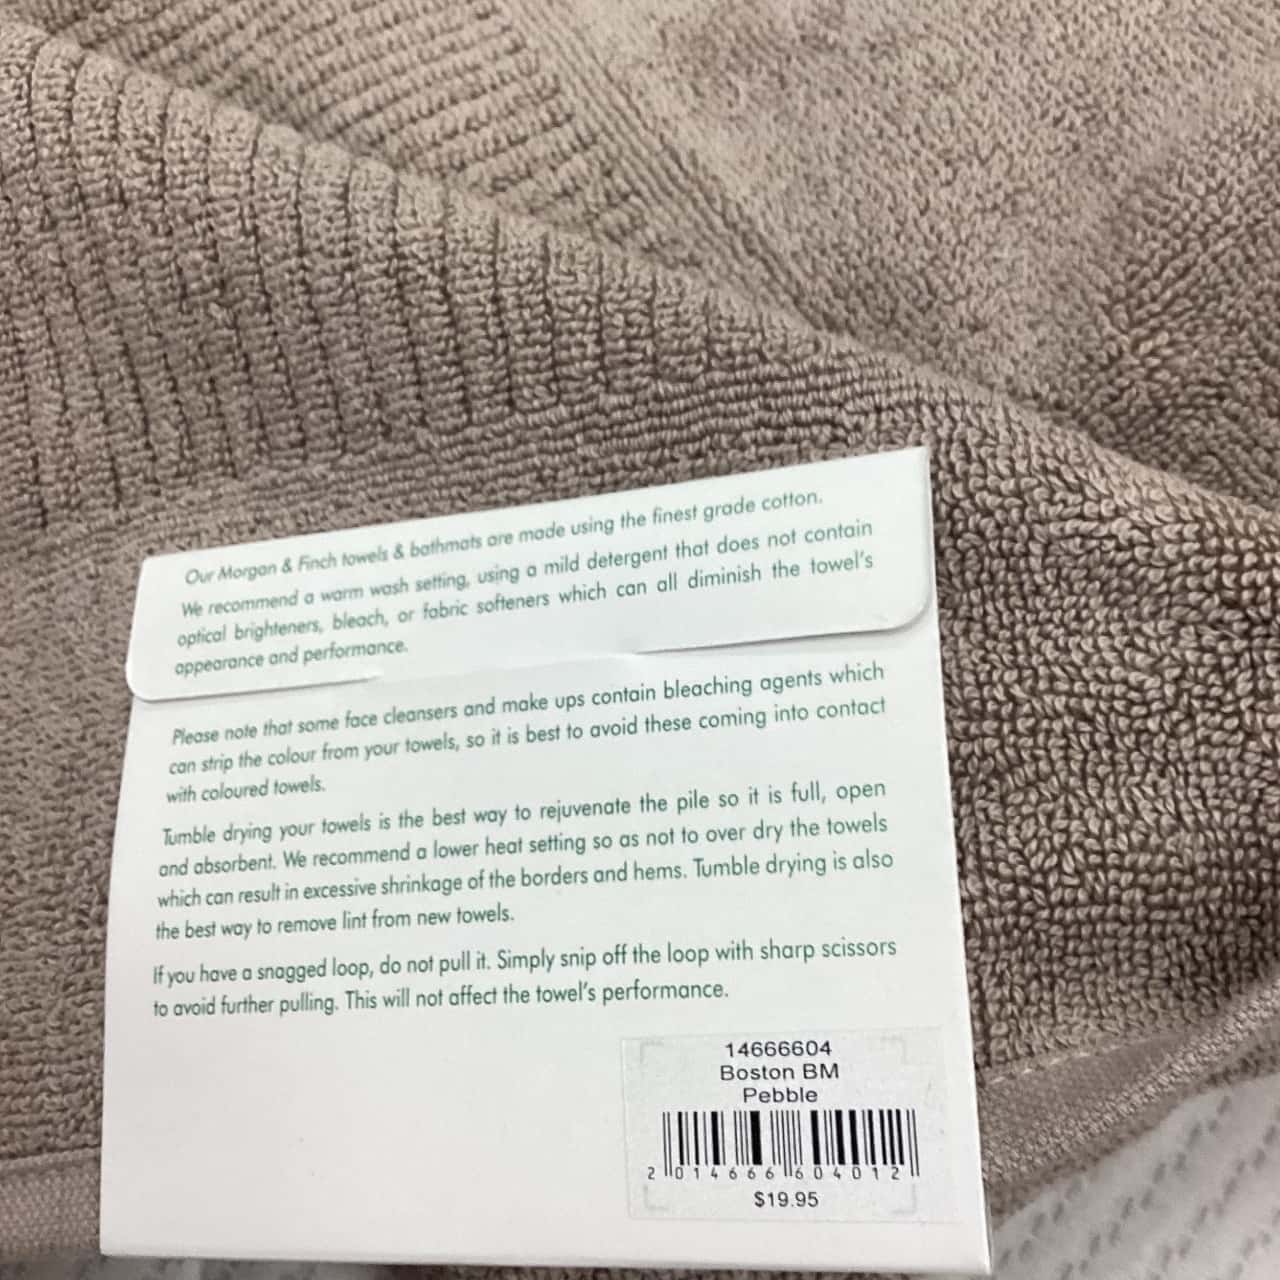 Our Morgan & Finch towels & bathmats are made using the finest grade cotton.
We recommend a warm wash setting, using a mild detergent that does not contain
optical brighteners, bleach, or fabric softeners which can all diminish the towel's
appearance and performance.
Please note that some face cleansers and make ups contain bleaching agents which
can strip the colour from your towels, so it is best to avoid these coming into contact
with coloured towels.
Tumble drying your towels is the best way to rejuvenate the pile so it is full, open
and absorbent. We recommend a lower heat setting so as not to over dry the towels
which can result in excessive shrinkage of the borders and hems. Tumble drying is also
the best way to remove lint from new towels.
If you have a snagged loop, do not pull it. Simply snip off the loop with sharp scissors
to avoid further pulling. This will not affect the towel's performance.
14666604
Boston BM
Pebble
2 014666 604012
$19.95